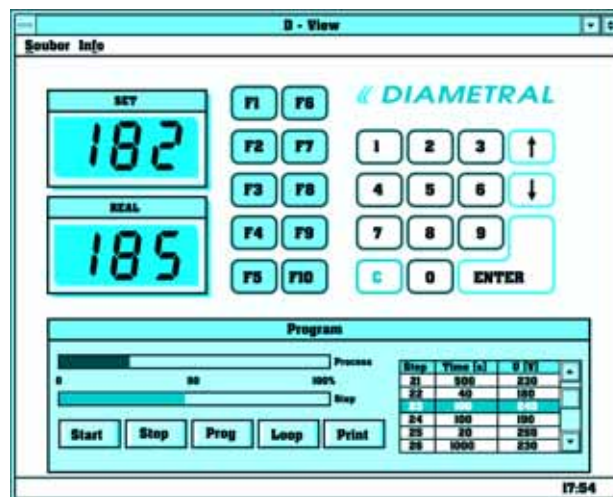 D - View
Soubor Info
SET
182
REAL
185
F1 F6
F2 F7
F3 F8
F4 F9
F5 F10
DIAMETRAL
1 2 3 ↑
4 5 6 ↓
7 8 9
C 0 ENTER
Program
Process
0 50 100%
Step
Start Stop Prog Loop Print
Step Time [s] U [V]
21 500 230
22 40 180
24 100 190
25 20 250
26 1000 230
17:54